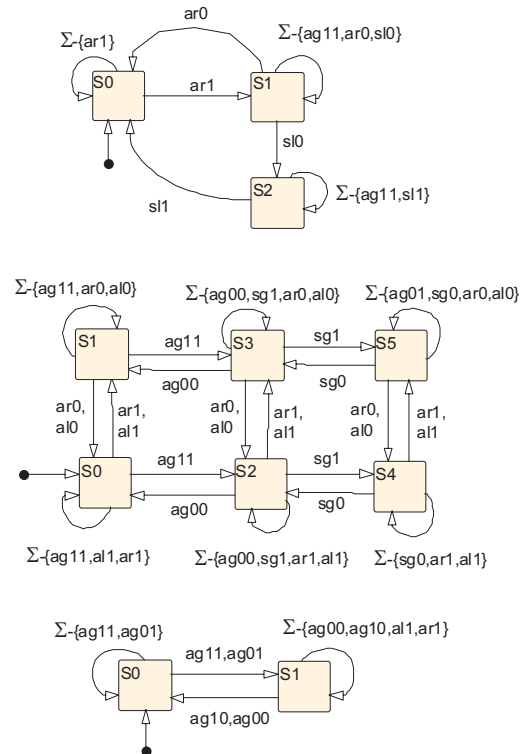 ar0
Σ-{ar1}
Σ-{ag11,ar0,sl0}
S0
S1
ar1
sl0
S2
sl1
Σ-{ag11,sl1}
Σ-{ag11,ar0,al0}
Σ-{ag00,sg1,ar0,al0}
Σ-{ag01,sg0,ar0,al0}
S1
S3
S5
ag11
sg1
ag00
sg0
ar0,
al0
ar1,
al1
ar0,
al0
ar1,
al1
ar0,
al0
ar1,
al1
S0
S2
S4
ag11
sg1
ag00
sg0
Σ-{ag11,al1,ar1}
Σ-{ag00,sg1,ar1,al1}
Σ-{sg0,ar1,al1}
Σ-{ag11,ag01}
Σ-{ag00,ag10,al1,ar1}
S0
S1
ag11,ag01
ag10,ag00